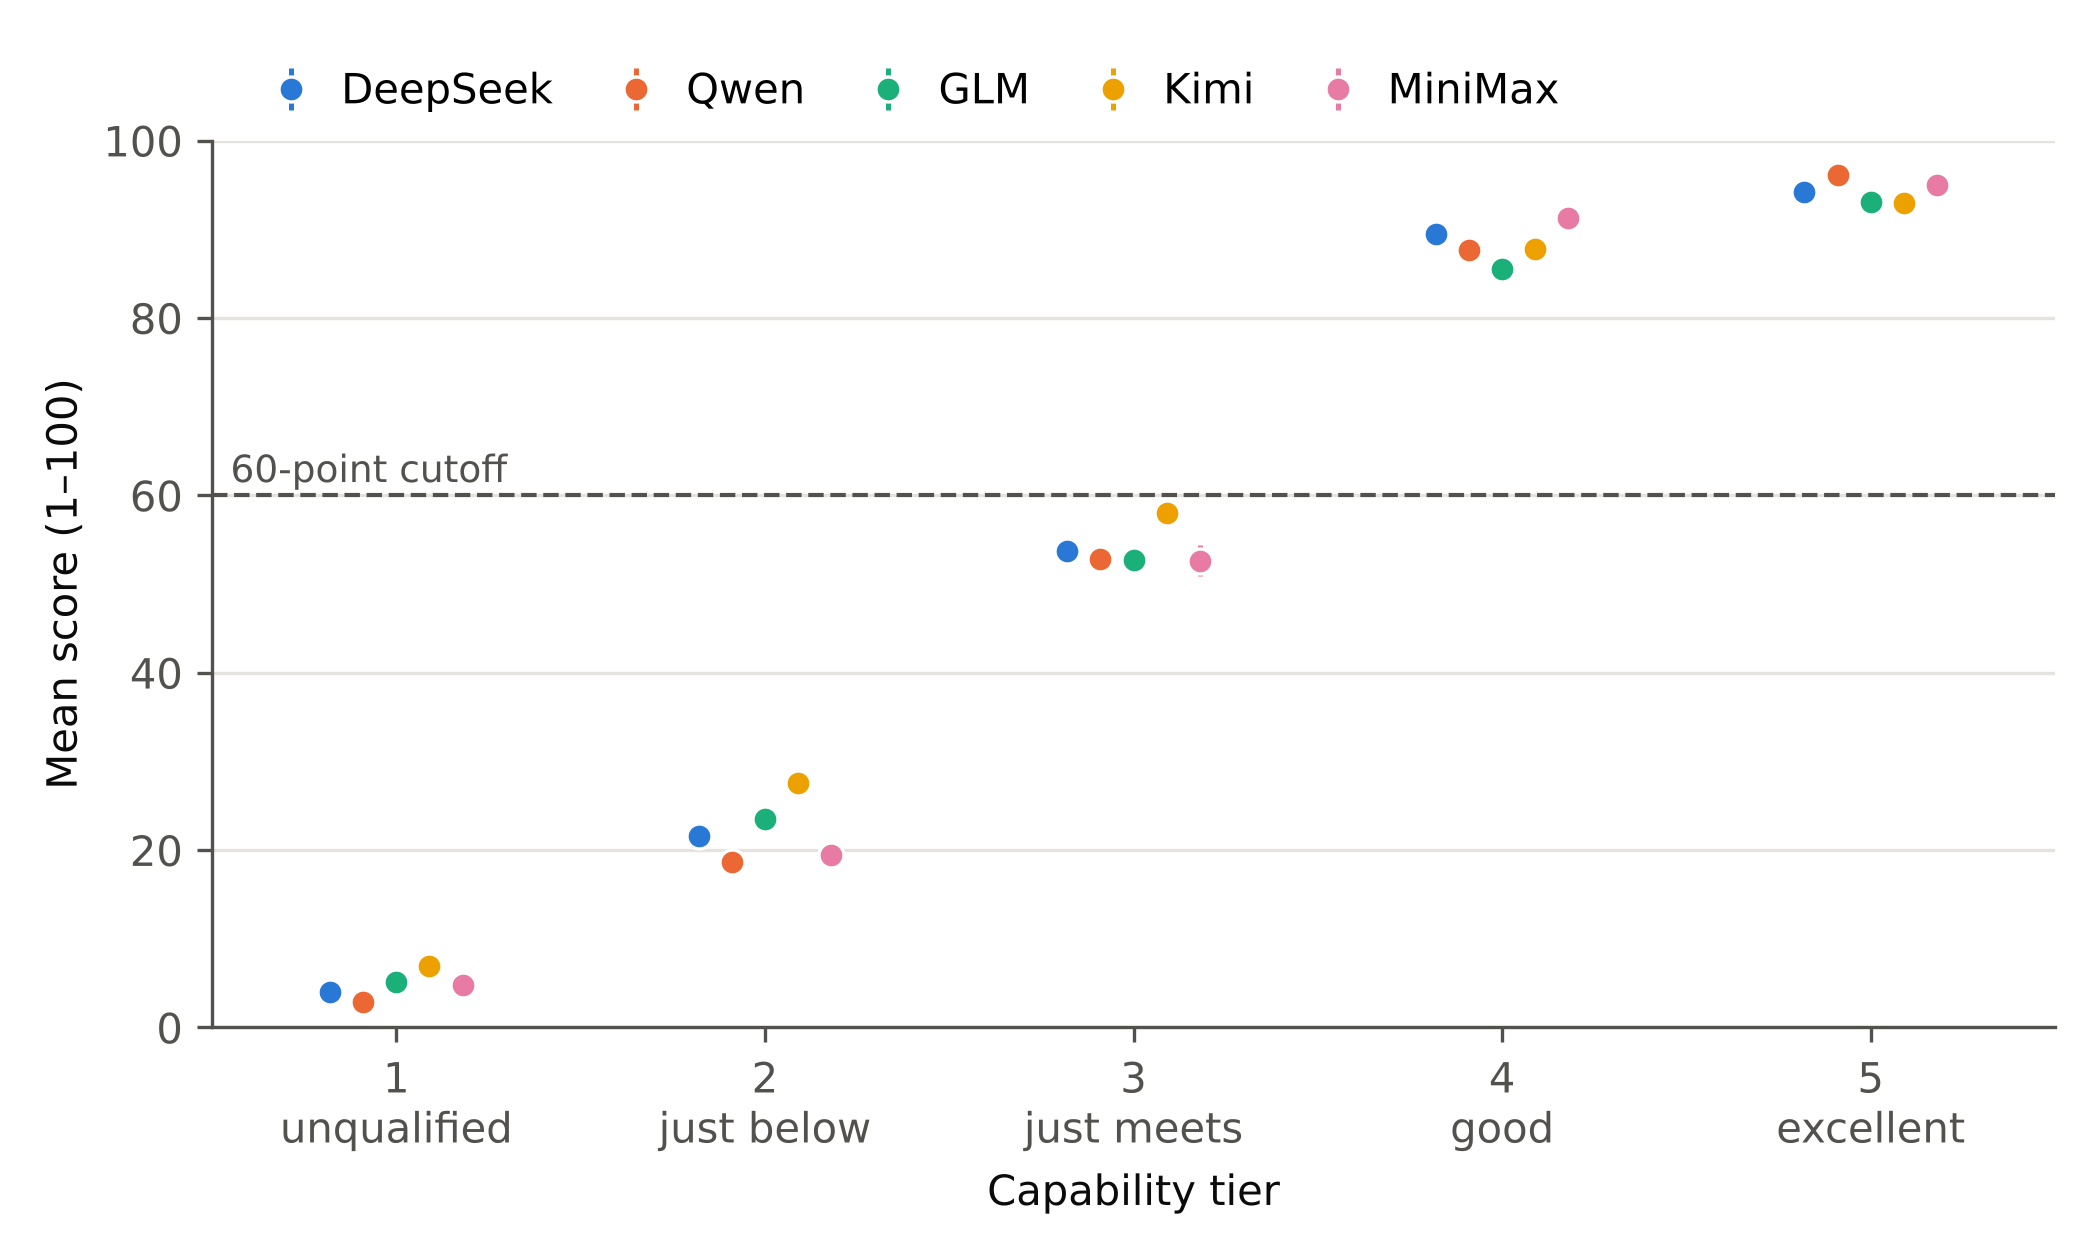 DeepSeek Qwen GLM Kimi MiniMax
100
80
60-point cutoff
60
40
20
0
Mean score (1–100)
1 2 3 4 5
unqualified just below just meets good excellent
Capability tier